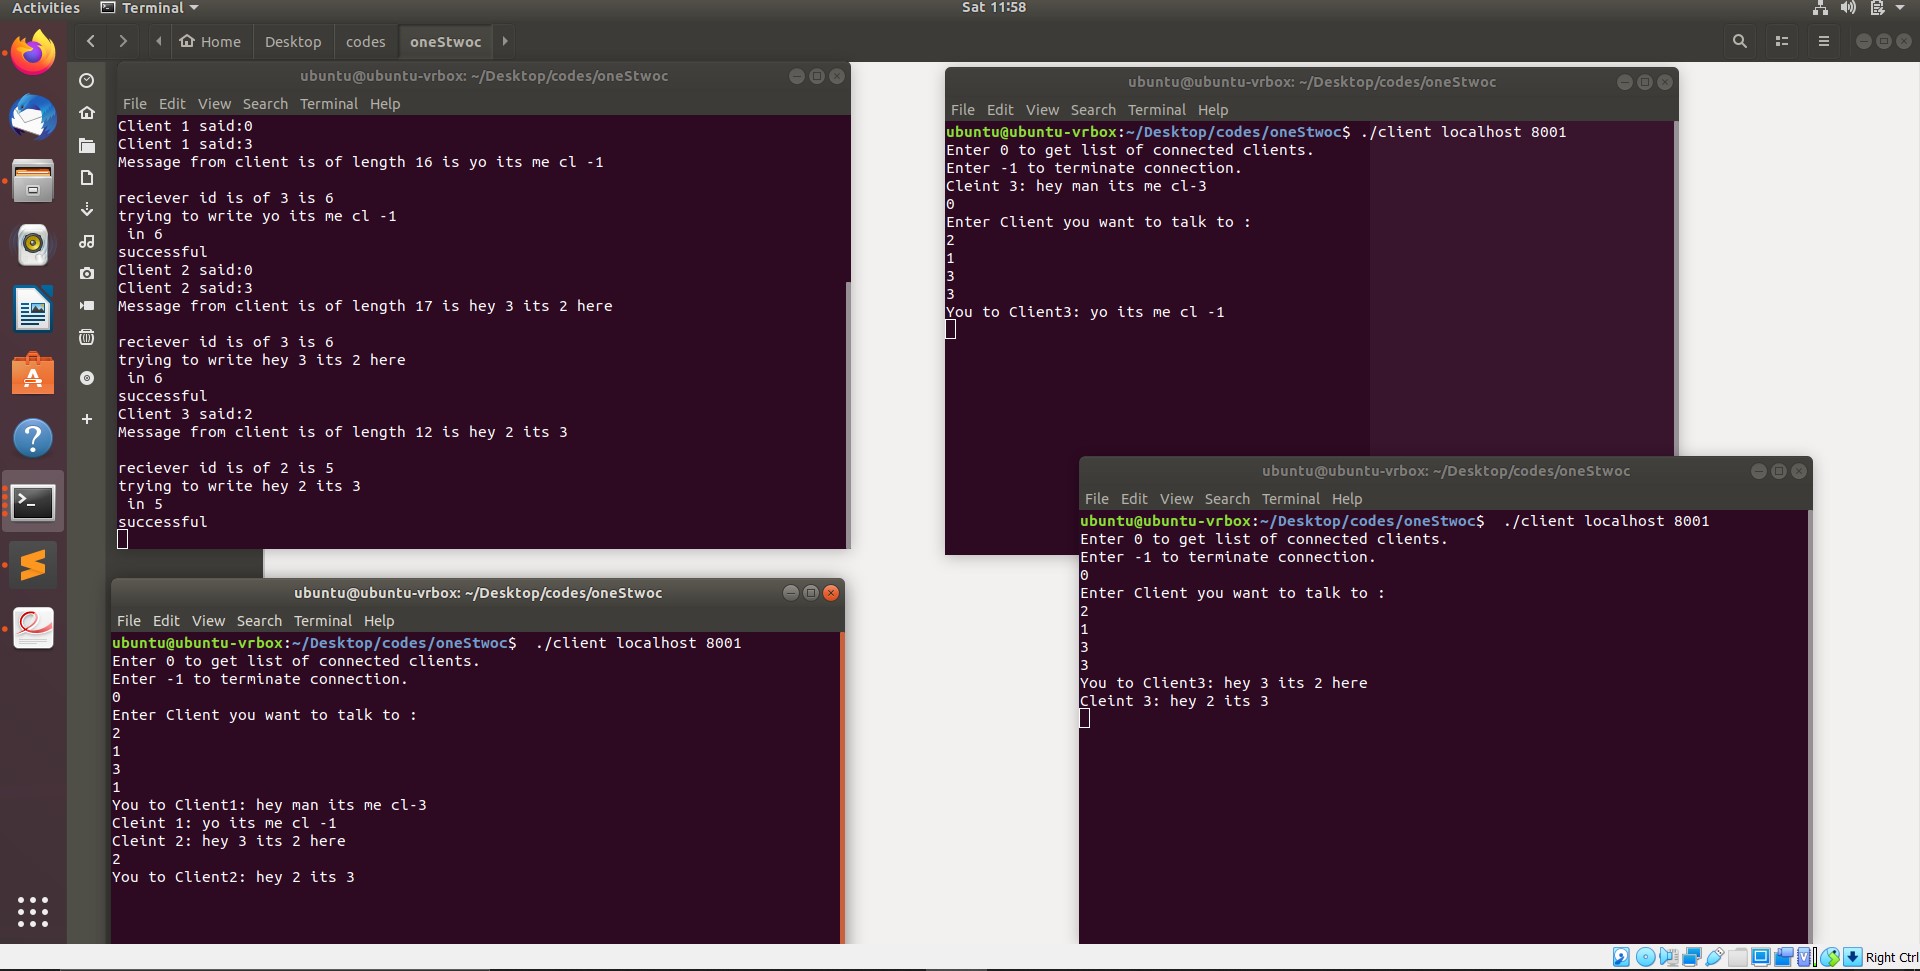 Activities Terminal Sat 11:58
Home Desktop codes oneStwoc
ubuntu@ubuntu-vrbox: ~/Desktop/codes/oneStwoc
File Edit View Search Terminal Help
Client 1 said:0
Client 1 said:3
Message from client is of length 16 is yo its me cl -1
reciever id is of 3 is 6
trying to write yo its me cl -1
in 6
successful
Client 2 said:0
Client 2 said:3
Message from client is of length 17 is hey 3 its 2 here
reciever id is of 3 is 6
trying to write hey 3 its 2 here
in 6
successful
Client 3 said:2
Message from client is of length 12 is hey 2 its 3
reciever id is of 2 is 5
trying to write hey 2 its 3
in 5
successful
ubuntu@ubuntu-vrbox: ~/Desktop/codes/oneStwoc
File Edit View Search Terminal Help
ubuntu@ubuntu-vrbox:~/Desktop/codes/oneStwoc$ ./client localhost 8001
Enter 0 to get list of connected clients.
Enter -1 to terminate connection.
Cleint 3: hey man its me cl-3
0
Enter Client you want to talk to :
2
1
3
3
You to Client3: yo its me cl -1
ubuntu@ubuntu-vrbox: ~/Desktop/codes/oneStwoc
File Edit View Search Terminal Help
ubuntu@ubuntu-vrbox:~/Desktop/codes/oneStwoc$ ./client localhost 8001
Enter 0 to get list of connected clients.
Enter -1 to terminate connection.
0
Enter Client you want to talk to :
2
1
3
1
You to Client1: hey man its me cl-3
Cleint 1: yo its me cl -1
Cleint 2: hey 3 its 2 here
2
You to Client2: hey 2 its 3
ubuntu@ubuntu-vrbox: ~/Desktop/codes/oneStwoc
File Edit View Search Terminal Help
ubuntu@ubuntu-vrbox:~/Desktop/codes/oneStwoc$ ./client localhost 8001
Enter 0 to get list of connected clients.
Enter -1 to terminate connection.
0
Enter Client you want to talk to :
2
1
3
3
You to Client3: hey 3 its 2 here
Cleint 3: hey 2 its 3
Right Ctrl